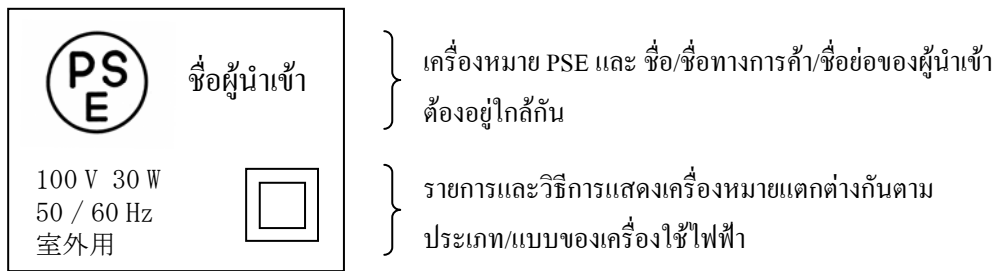 PS
E
ชื่อผู้นำเข้า
เครื่องหมาย PSE และ ชื่อ/ชื่อทางการค้า/ชื่อย่อของผู้นำเข้า
ต้องอยู่ใกล้กัน
100 V 30 W
50 / 60 Hz
室外用
รายการและวิธีการแสดงเครื่องหมายแตกต่างกันตาม
ประเภท/แบบของเครื่องใช้ไฟฟ้า